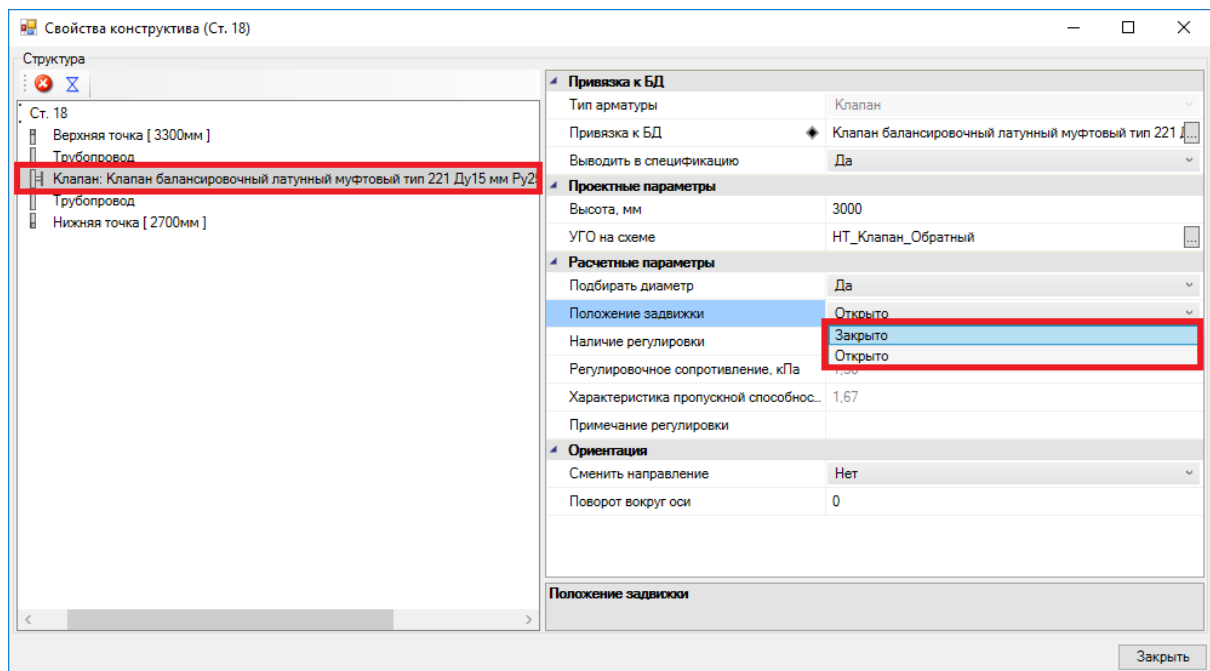 Свойства конструктива (Ст. 18)
Структура
Ст. 18
Верхняя точка [ 3300мм ]
Трубопровод
Клапан: Клапан балансировочный латунный муфтовый тип 221 Ду15 мм Ру25
Трубопровод
Нижняя точка [ 2700мм ]
Привязка к БД
Тип арматуры Клапан
Привязка к БД Клапан балансировочный латунный муфтовый тип 221 ...
Выводить в спецификацию Да
Проектные параметры
Высота, мм 3000
УГО на схеме НТ_Клапан_Обратный ...
Расчетные параметры
Подбирать диаметр Да
Положение задвижки Открыто
Закрыто
Наличие регулировки
Открыто
Регулировочное сопротивление, кПа
Характеристика пропускной способнос... 1,67
Примечание регулировки
Ориентация
Сменить направление Нет
Поворот вокруг оси 0
Положение задвижки
Закрыть